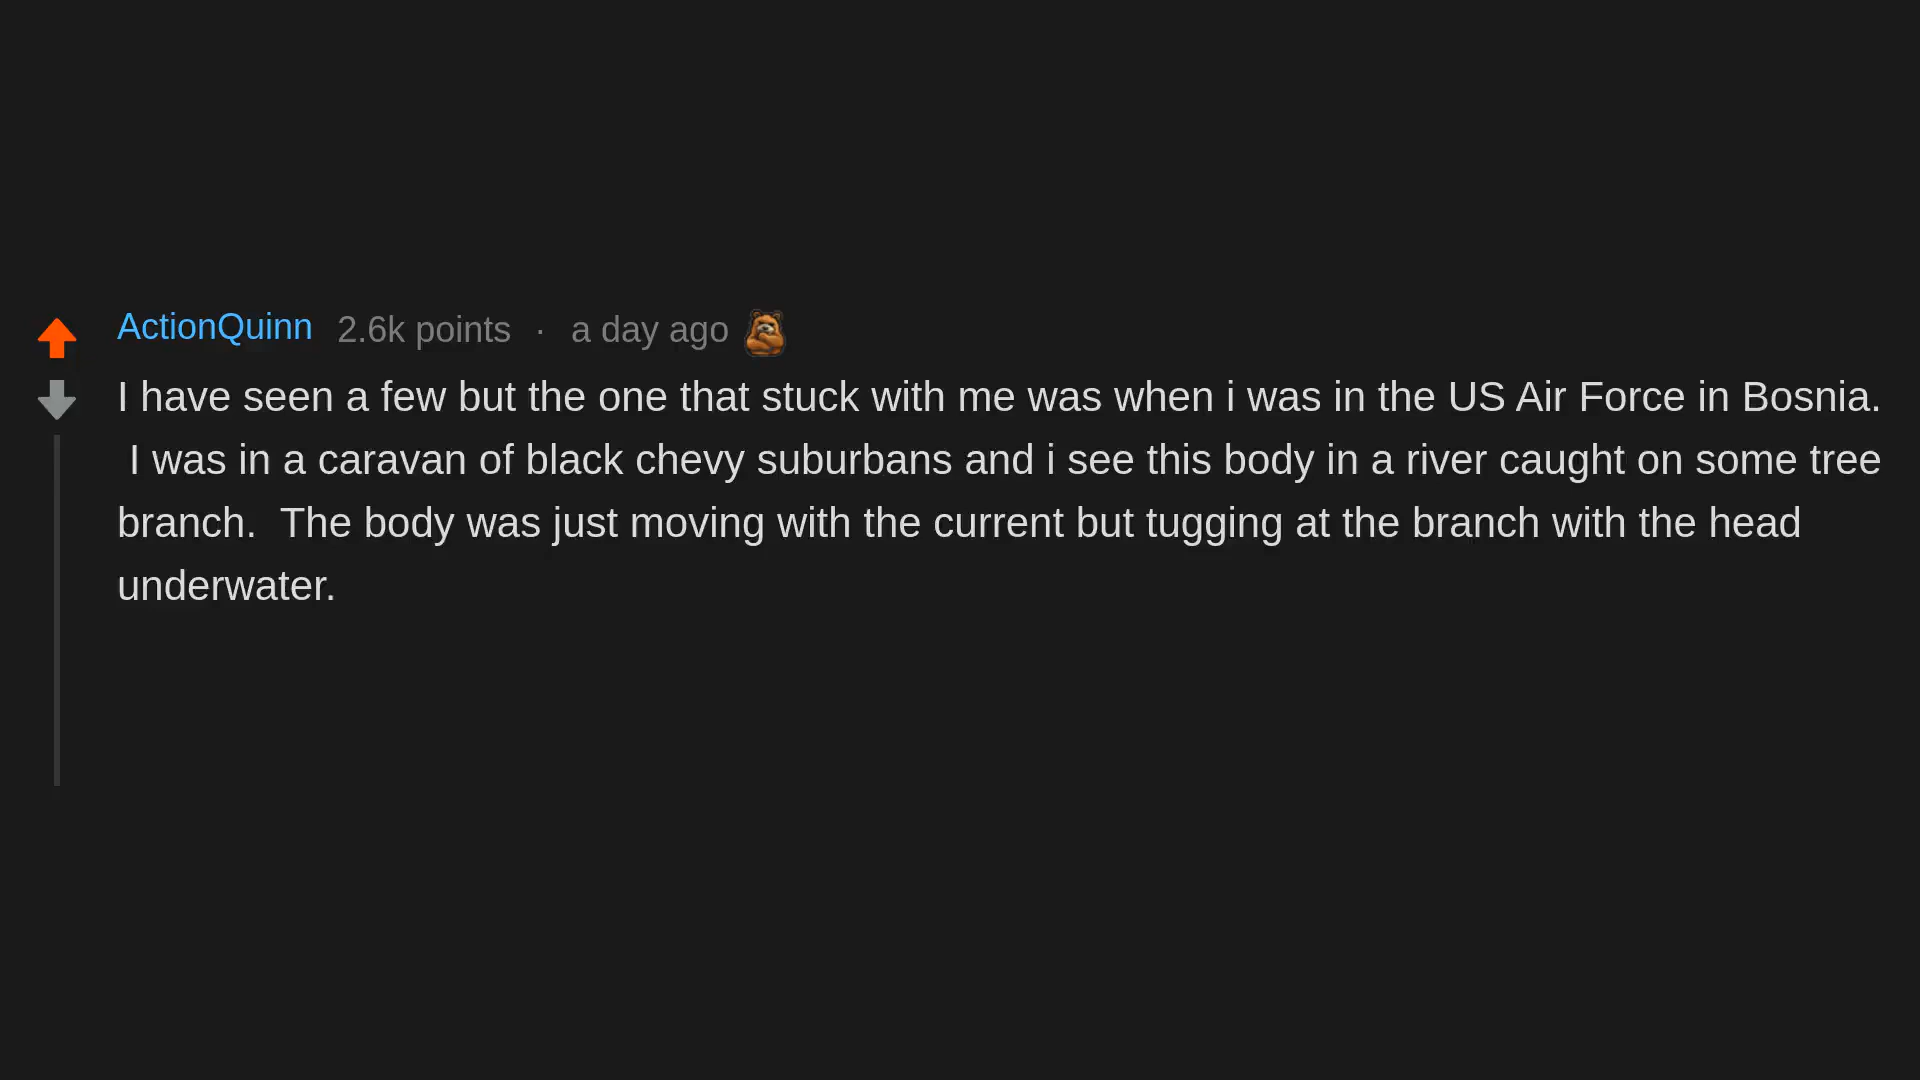 ActionQuinn 2.6k points · a day ago
I have seen a few but the one that stuck with me was when i was in the US Air Force in Bosnia.
I was in a caravan of black chevy suburbans and i see this body in a river caught on some tree
branch.  The body was just moving with the current but tugging at the branch with the head
underwater.